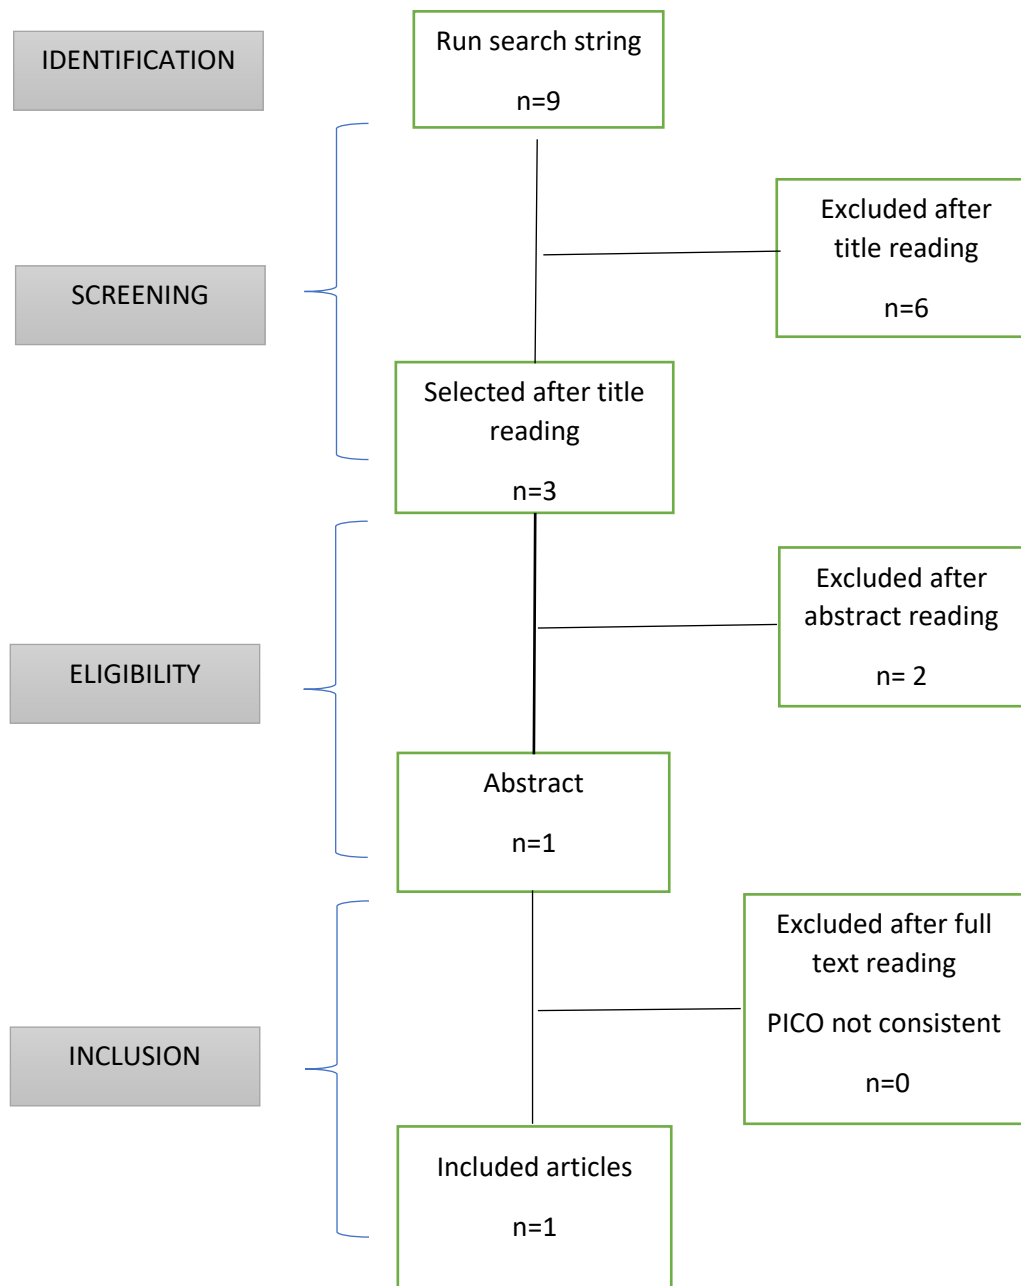 IDENTIFICATION
Run search string
n=9
Excluded after
title reading
n=6
SCREENING
Selected after title
reading
n=3
Excluded after
abstract reading
n= 2
ELIGIBILITY
Abstract
n=1
Excluded after full
text reading
PICO not consistent
n=0
INCLUSION
Included articles
n=1